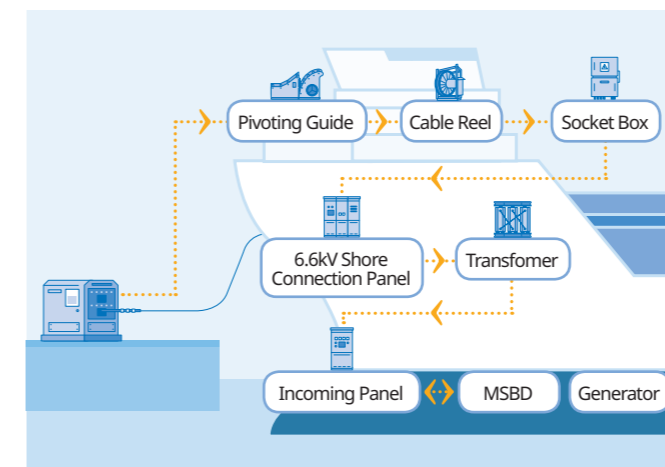 Pivoting Guide
Cable Reel
Socket Box
6.6kV Shore
Connection Panel
Transfomer
Incoming Panel
MSBD
Generator